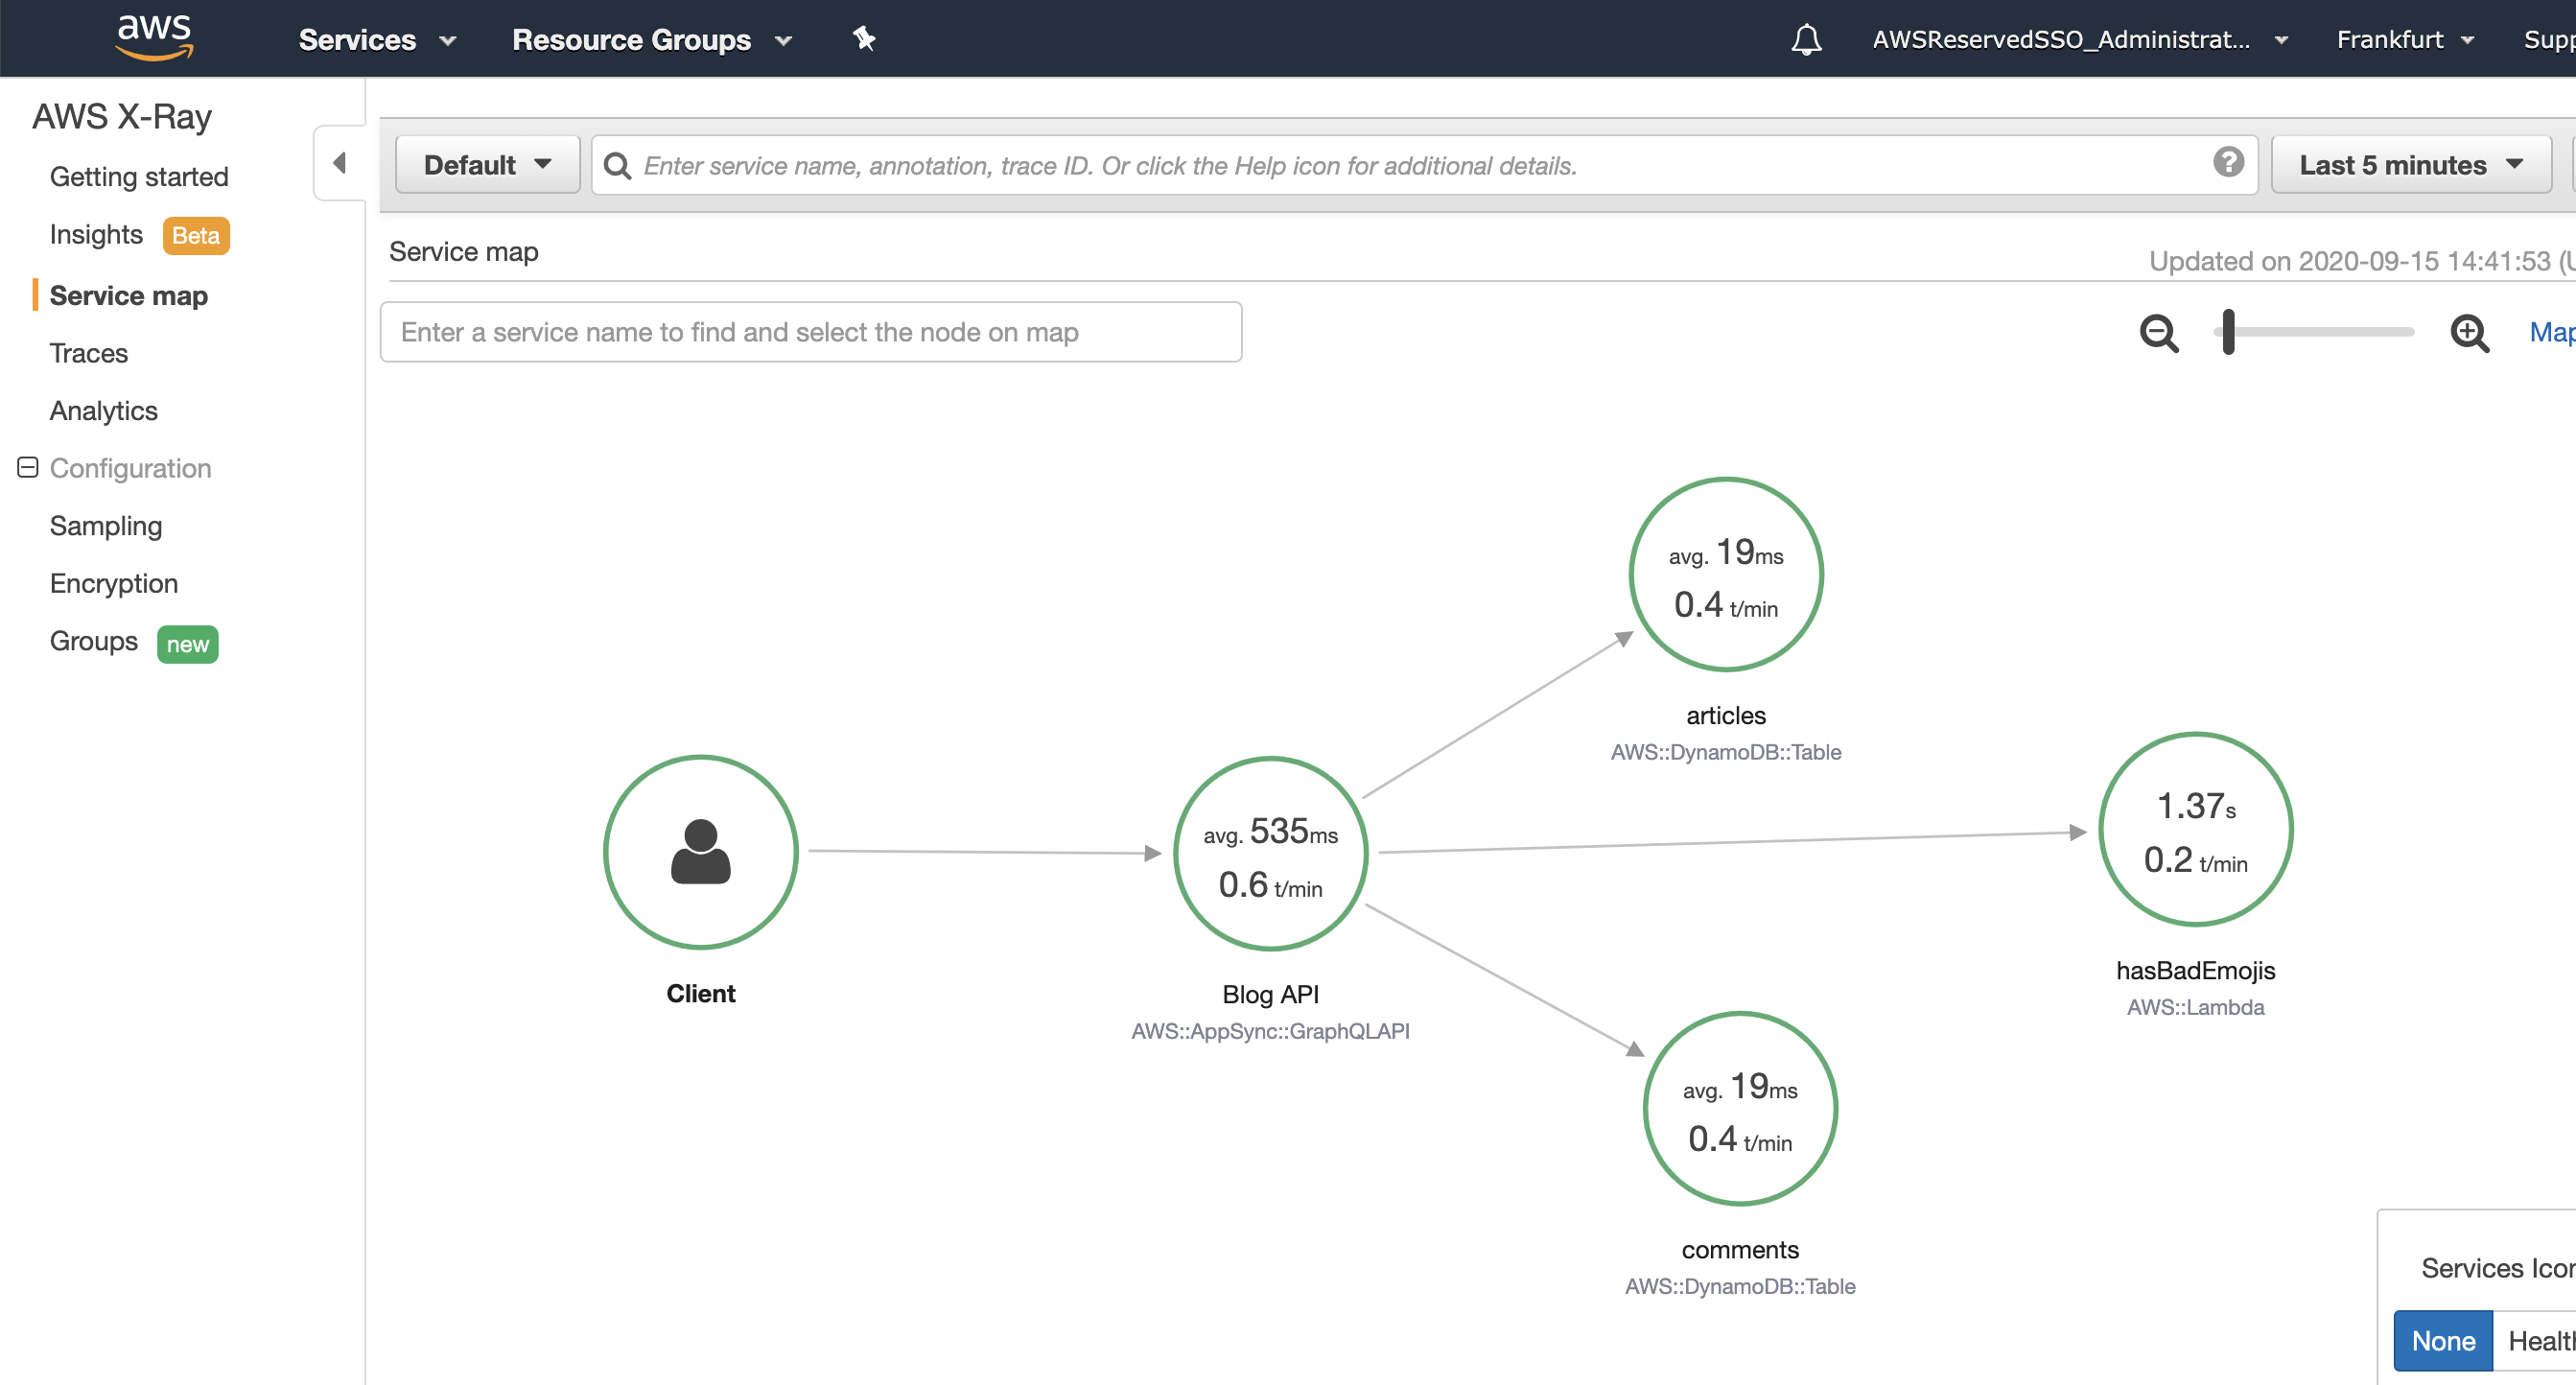 aws Services Resource Groups AWSReservedSSO_Administrat... Frankfurt Supp
AWS X-Ray
Getting started
Insights Beta
Service map
Traces
Analytics
Configuration
Sampling
Encryption
Groups new
Default Enter service name, annotation, trace ID. Or click the Help icon for additional details. ? Last 5 minutes
Service map
Updated on 2020-09-15 14:41:53 (U
Enter a service name to find and select the node on map
Map
avg. 19ms
0.4 t/min
articles
AWS::DynamoDB::Table
Client
avg. 535ms
0.6 t/min
Blog API
AWS::AppSync::GraphQLAPI
1.37s
0.2 t/min
hasBadEmojis
AWS::Lambda
avg. 19ms
0.4 t/min
comments
AWS::DynamoDB::Table
Services Icon
None Health